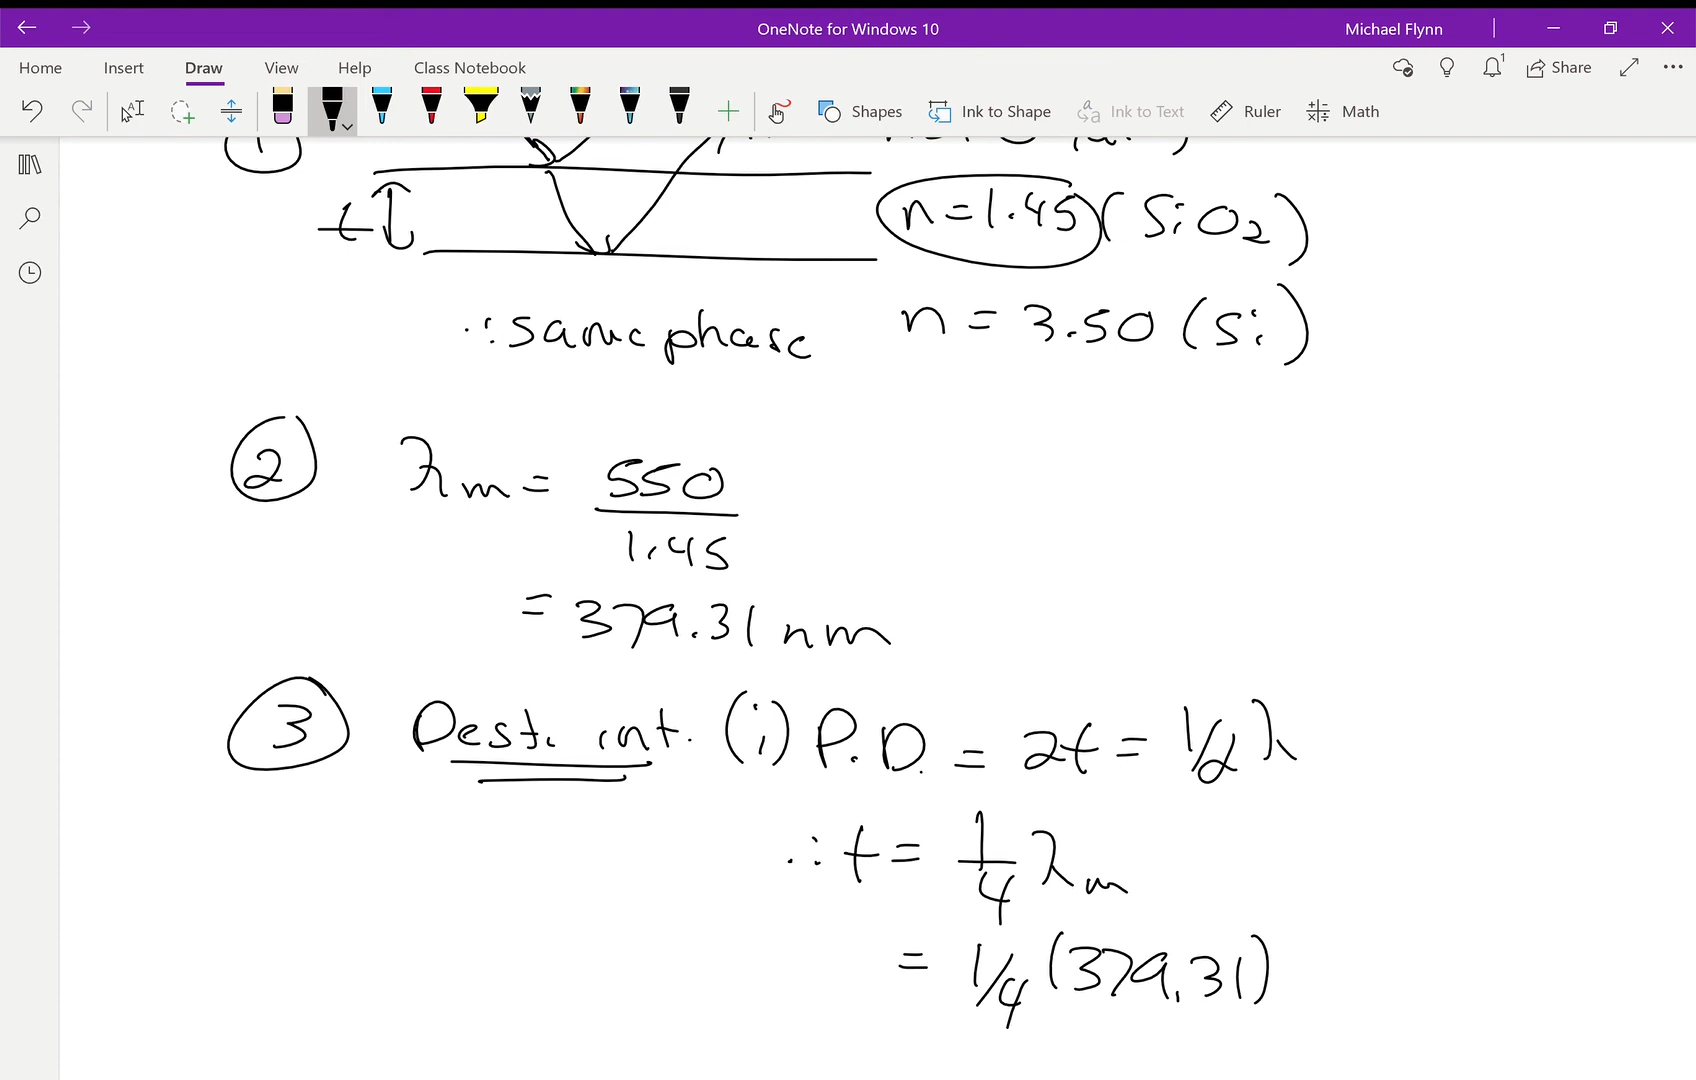 OneNote for Windows 10
Michael Flynn
Home Insert Draw View Help Class Notebook
1 Share
Shapes Ink to Shape Ink to Text Ruler Math
①
t n=1.45 (SiO₂)
∴ same phase n = 3.50 (Si)
② λm = 550
1.45
= 379.31 nm
③ Dest. int. (i) P.D. = 2t = 1/2 λ
∴ t = 1/4 λm
= 1/4 (379.31)